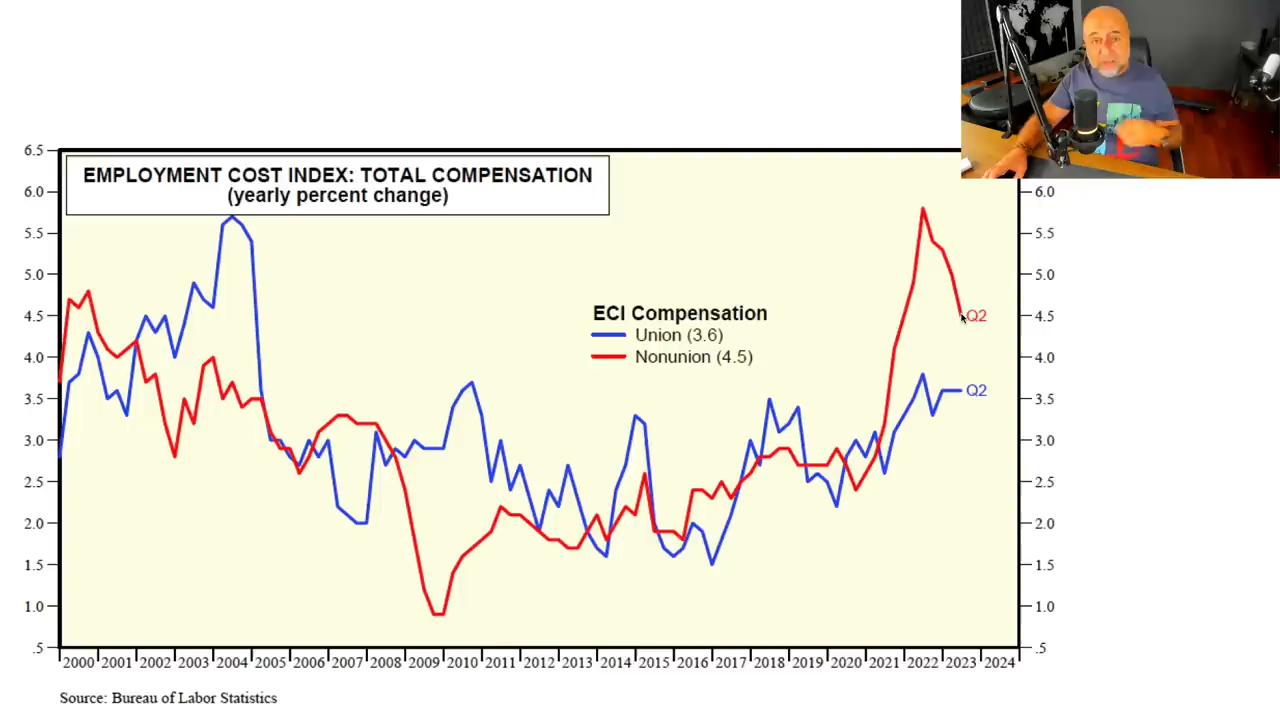 EMPLOYMENT COST INDEX: TOTAL COMPENSATION
(yearly percent change)
6.5
6.0
5.5
5.0
4.5
4.0
3.5
3.0
2.5
2.0
1.5
1.0
.5
6.0
5.5
5.0
4.5
4.0
3.5
3.0
2.5
2.0
1.5
1.0
.5
ECI Compensation
Union (3.6)
Nonunion (4.5)
Q2
Q2
2000 2001 2002 2003 2004 2005 2006 2007 2008 2009 2010 2011 2012 2013 2014 2015 2016 2017 2018 2019 2020 2021 2022 2023 2024
Source: Bureau of Labor Statistics